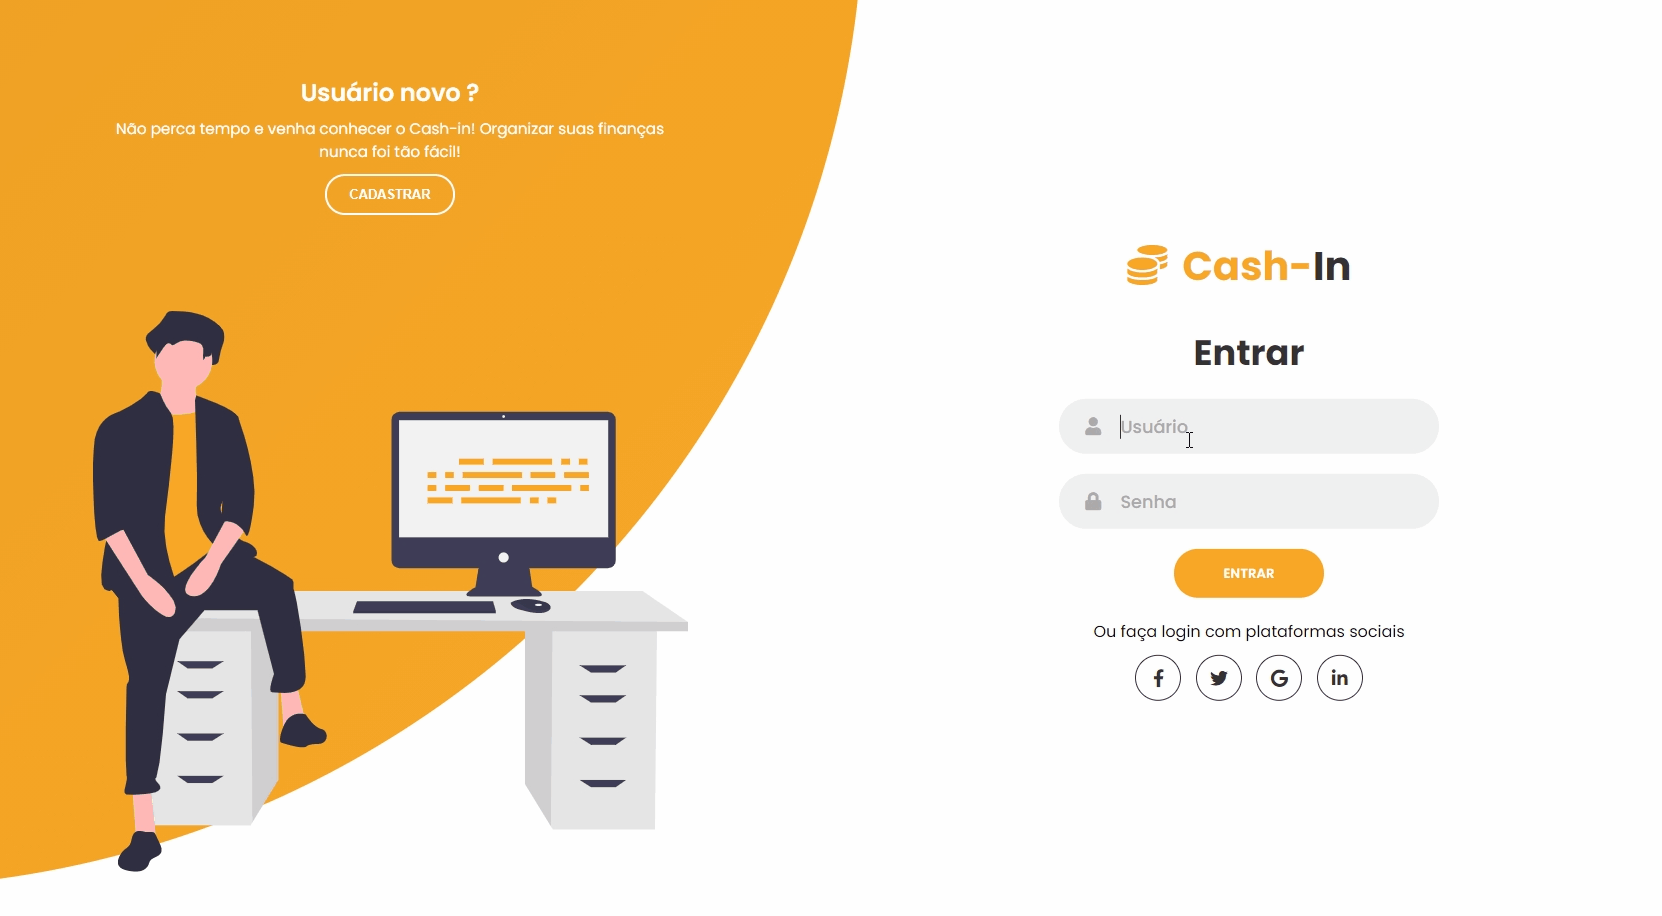 Usuário novo ?
Não perca tempo e venha conhecer o Cash-in! Organizar suas finanças
nunca foi tão fácil!
CADASTRAR
Cash-In
Entrar
Usuário
Senha
ENTRAR
Ou faça login com plataformas sociais